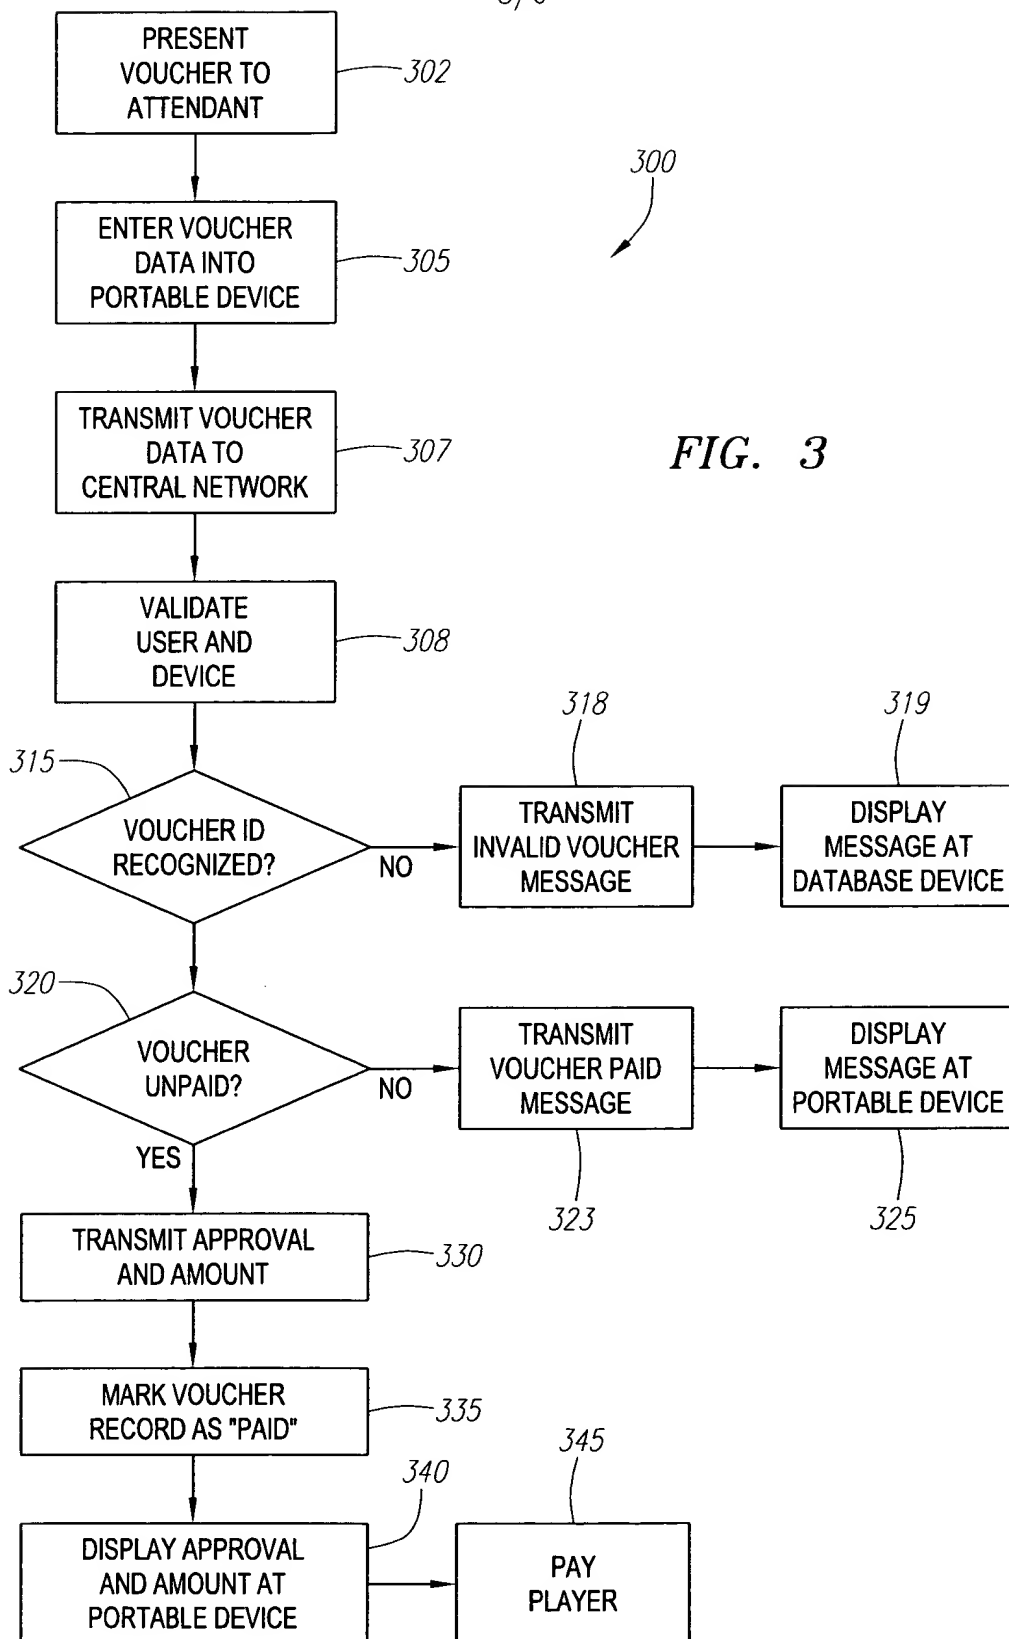 PRESENT
VOUCHER TO
ATTENDANT
302
300
ENTER VOUCHER
DATA INTO
PORTABLE DEVICE
305
TRANSMIT VOUCHER
DATA TO
CENTRAL NETWORK
307
FIG. 3
VALIDATE
USER AND
DEVICE
308
315
VOUCHER ID
RECOGNIZED?
NO
318
TRANSMIT
INVALID VOUCHER
MESSAGE
319
DISPLAY
MESSAGE AT
DATABASE DEVICE
320
VOUCHER
UNPAID?
NO
YES
TRANSMIT
VOUCHER PAID
MESSAGE
323
DISPLAY
MESSAGE AT
PORTABLE DEVICE
325
TRANSMIT APPROVAL
AND AMOUNT
330
MARK VOUCHER
RECORD AS "PAID"
335
340
DISPLAY APPROVAL
AND AMOUNT AT
PORTABLE DEVICE
345
PAY
PLAYER